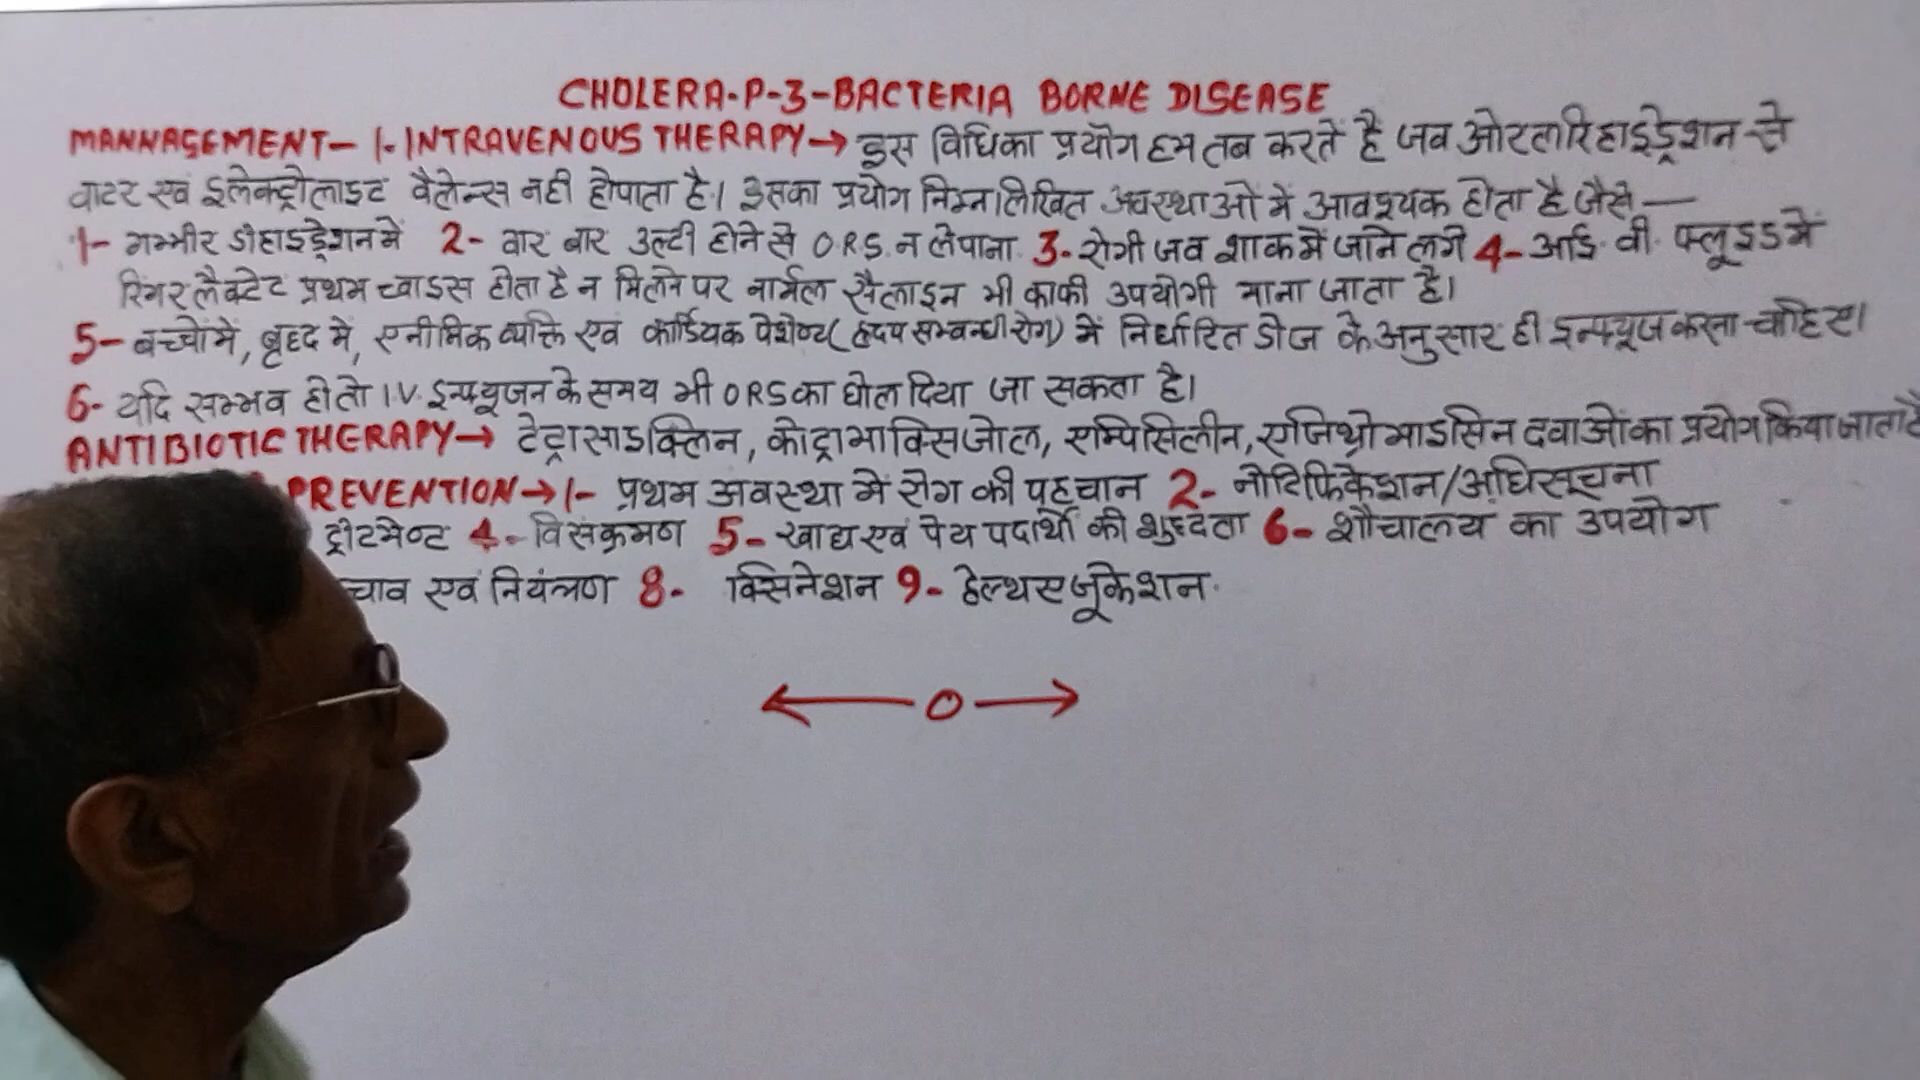 CHOLERA-P-3-BACTERIA BORNE DISEASE
MANNAGEMENT- 1. INTRAVENOUS THERAPY→ इस विधिका प्रयोग हम तब करते है जब ओरलरिहाइड्रेशन से
वाटर एवं इलेक्ट्रोलाइट वैलेन्स नही होपाता है। इसका प्रयोग निम्नलिखित अवस्थाओं में आवश्यक होता है जैसे —
1- गम्भीर डीहाइड्रेशन में 2- वार बार उल्टी होने से O.R.S. न लेपाना 3- रोगी जब शाक में जाने लगे 4- आई. वी. फ्लूइड में
रिंगर लैक्टेट प्रथम च्वाइस होता है न मिलने पर नार्मल सैलाइन भी काफी उपयोगी माना जाता है।
5- बच्चों में, बृद्द में, एनीमिक व्यक्ति एवं कार्डियक पेशेण्ट (हृदय सम्बन्धी रोग) में निर्धारित डोज के अनुसार ही इन्फ्यूज करना चाहिए।
6- यदि सम्भव हो तो I.V. इन्फ्यूजन के समय भी ORS का घोल दिया जा सकता है।
ANTIBIOTIC THERAPY→ टेट्रासाइक्लिन, कोट्रामाक्सिजोल, एम्पिसिलीन, एजिथ्रोमाइसिन दवाओं का प्रयोग किया जाता है
PREVENTION→ 1- प्रथम अवस्था में रोग की पहचान 2- नोटिफिकेशन/अधिसूचना
ट्रीटमेण्ट 4- विसंक्रमण 5- खाद्य एवं पेय पदार्थों की शुद्दता 6- शौचालय का उपयोग
चाव एवं नियंत्रण 8- क्सिनेशन 9- हेल्थ एजूकेशन.